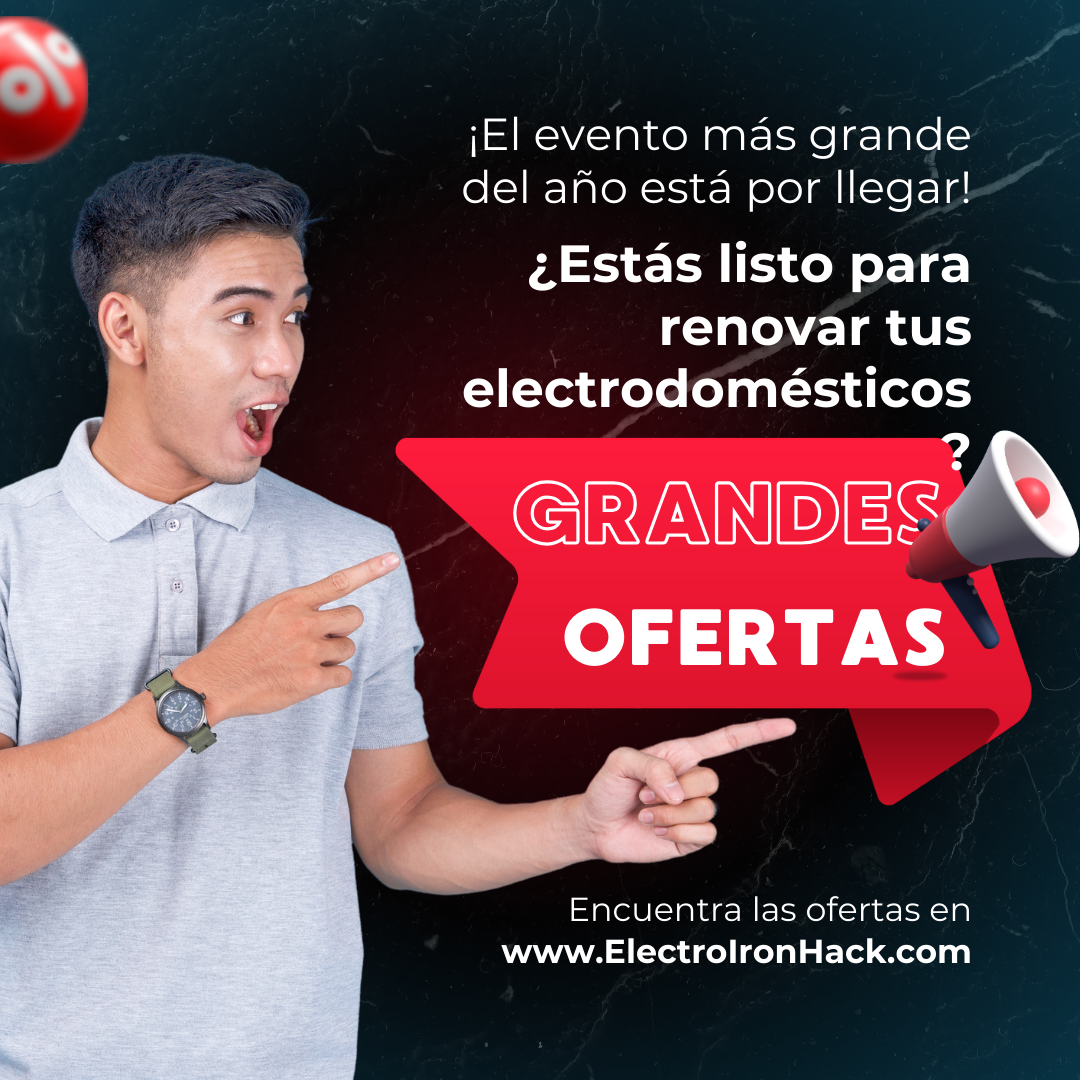 %
¡El evento más grande
del año está por llegar!
¿Estás listo para
renovar tus
electrodomésticos
?
GRANDES
OFERTAS
Encuentra las ofertas en
www.ElectroIronHack.com